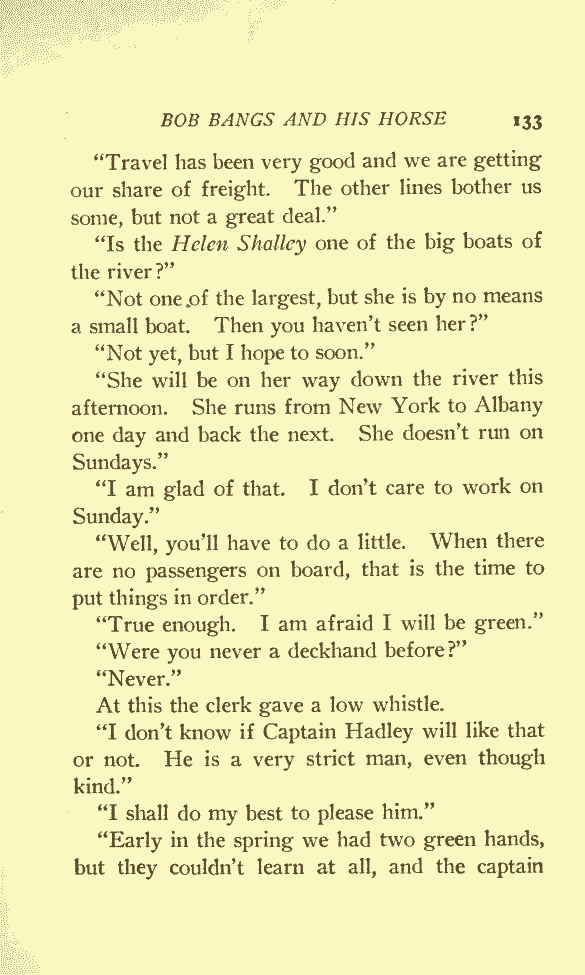 BOB BANGS AND HIS HORSE 133
“Travel has been very good and we are getting
our share of freight. The other lines bother us
some, but not a great deal.”
“Is the Helen Shalley one of the big boats of
the river?”
“Not one of the largest, but she is by no means
a small boat. Then you haven’t seen her?”
“Not yet, but I hope to soon.”
“She will be on her way down the river this
afternoon. She runs from New York to Albany
one day and back the next. She doesn’t run on
Sundays.”
“I am glad of that. I don’t care to work on
Sunday.”
“Well, you’ll have to do a little. When there
are no passengers on board, that is the time to
put things in order.”
“True enough. I am afraid I will be green.”
“Were you never a deckhand before?”
“Never.”
At this the clerk gave a low whistle.
“I don’t know if Captain Hadley will like that
or not. He is a very strict man, even though
kind.”
“I shall do my best to please him.”
“Early in the spring we had two green hands,
but they couldn’t learn at all, and the captain